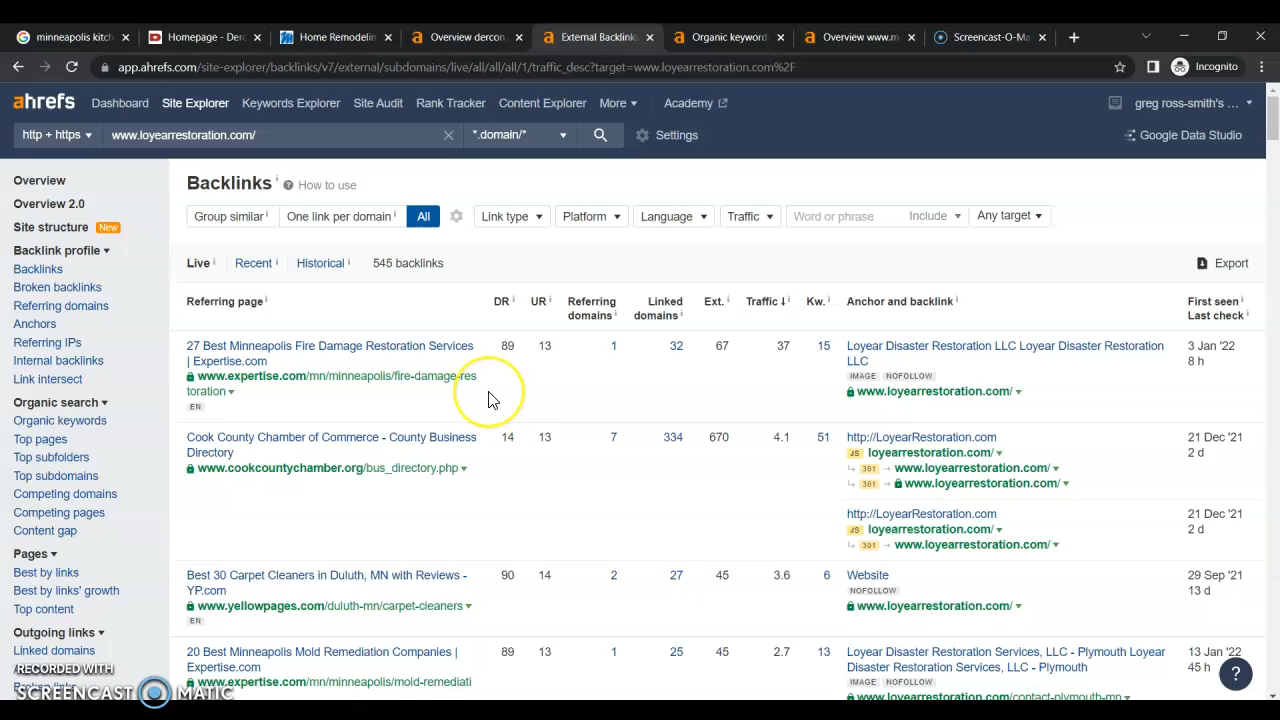 minneapolis kitch
Homepage - Derc
Home Remodelin
Overview dercon.
External Backlinks
Organic keyword
Overview www.m
Screencast-O-Ma
app.ahrefs.com/site-explorer/backlinks/v7/external/subdomains/live/all/all/all/1/traffic_desc?target=www.loyearrestoration.com%2F
Incognito
ahrefs Dashboard Site Explorer Keywords Explorer Site Audit Rank Tracker Content Explorer More Academy greg ross-smith's ...
http + https www.loyearrestoration.com/ *.domain/* Settings Google Data Studio
Overview
Overview 2.0
Site structure New
Backlink profile
Backlinks
Broken backlinks
Referring domains
Anchors
Referring IPs
Internal backlinks
Link intersect
Organic search
Organic keywords
Top pages
Top subfolders
Top subdomains
Competing domains
Competing pages
Content gap
Pages
Best by links
Best by links' growth
Top content
Outgoing links
Linked domains
RECORDED WITH
SCREENCAST MATIC
Backlinks How to use
Group similar One link per domain All Link type Platform Language Traffic Word or phrase Include Any target
Live Recent Historical 545 backlinks Export
Referring page DR UR Referring domains Linked domains Ext. Traffic Kw. Anchor and backlink First seen
Last check
27 Best Minneapolis Fire Damage Restoration Services 89 13 1 32 67 37 15 Loyear Disaster Restoration LLC Loyear Disaster Restoration 3 Jan '22
| Expertise.com LLC 8 h
www.expertise.com/mn/minneapolis/fire-damage-res IMAGE NOFOLLOW
toration www.loyearrestoration.com/
EN
Cook County Chamber of Commerce - County Business 14 13 7 334 670 4.1 51 http://LoyearRestoration.com 21 Dec '21
Directory JS loyearrestoration.com/ 2 d
www.cookcountychamber.org/bus_directory.php 301 → www.loyearrestoration.com/
301 → www.loyearrestoration.com/
http://LoyearRestoration.com 21 Dec '21
JS loyearrestoration.com/ 2 d
301 → www.loyearrestoration.com/
Best 30 Carpet Cleaners in Duluth, MN with Reviews - 90 14 2 27 45 3.6 6 Website 29 Sep '21
YP.com NOFOLLOW 13 d
www.yellowpages.com/duluth-mn/carpet-cleaners www.loyearrestoration.com/
EN
20 Best Minneapolis Mold Remediation Companies | 89 13 1 25 45 2.7 13 Loyear Disaster Restoration Services, LLC - Plymouth Loyear 13 Jan '22
Expertise.com Disaster Restoration Services, LLC - Plymouth 45 h
www.expertise.com/mn/minneapolis/mold-remediati IMAGE NOFOLLOW
www.loyearrestoration.com/contact-plymouth-mn